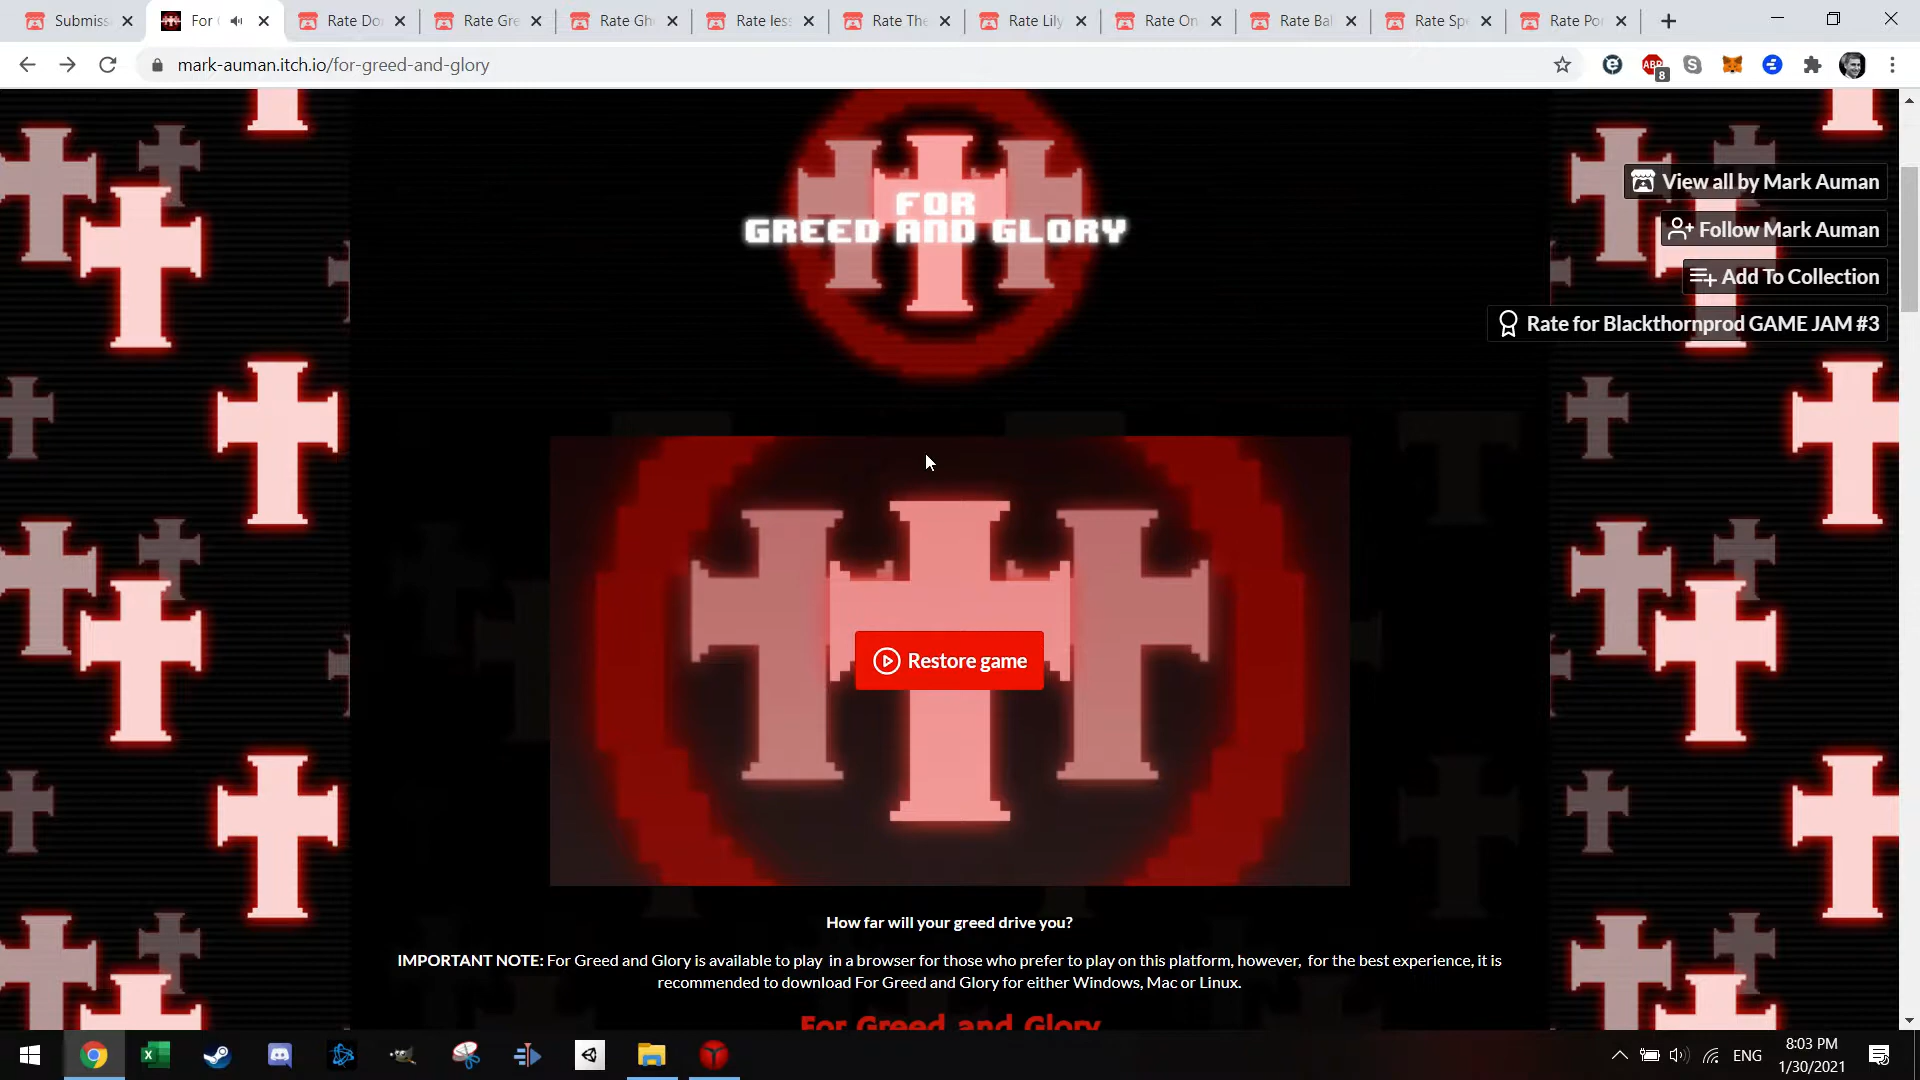 Submiss
For
Rate Do
Rate Gre
Rate Gh
Rate les
Rate The
Rate Lily
Rate On
Rate Bal
Rate Sp
Rate Por
mark-auman.itch.io/for-greed-and-glory
ABP
8
FOR
GREED AND GLORY
View all by Mark Auman
Follow Mark Auman
Add To Collection
Rate for Blackthornprod GAME JAM #3
Restore game
How far will your greed drive you?
IMPORTANT NOTE: For Greed and Glory is available to play in a browser for those who prefer to play on this platform, however, for the best experience, it is
recommended to download For Greed and Glory for either Windows, Mac or Linux.
For Greed and Glory
ENG
8:03 PM
1/30/2021